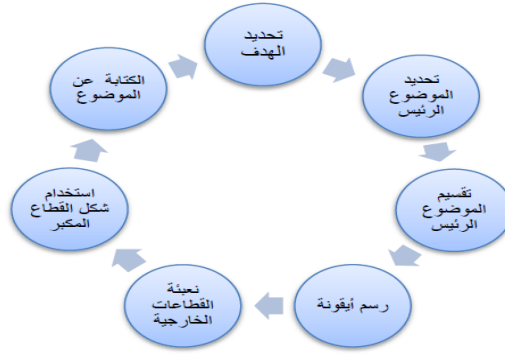 تحديد
الهدف
تحديد
الموضوع
الرئيس
تقسيم
الموضوع
الرئيس
رسم أيقونة
نعبئة
القطاعات
الخارجية
استخدام
شكل القطاع
المكبر
الكتابة عن
الموضوع